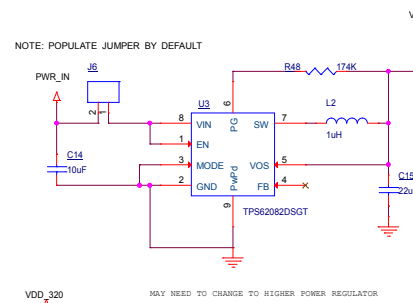 V
NOTE: POPULATE JUMPER BY DEFAULT
PWR_IN
J6
2
1
R48
174K
U3
6
L2
8
VIN
PG
SW
7
1uH
1
EN
3
MODE
VOS
5
2
GND
PwPd
FB
4
C14
10uF
9
TPS62082DSGT
C15
22u
VDD_320
MAY NEED TO CHANGE TO HIGHER POWER REGULATOR